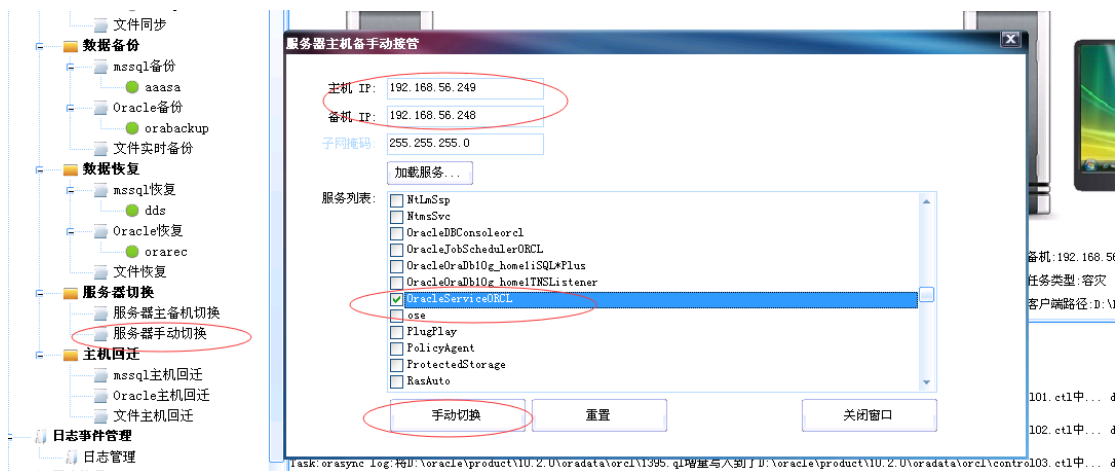 文件同步
数据备份
mssql备份
aaasa
Oracle备份
orabackup
文件实时备份
数据恢复
mssql恢复
dds
Oracle恢复
orarec
文件恢复
服务器切换
服务器主备机切换
服务器手动切换
主机回迁
mssql主机回迁
Oracle主机回迁
文件主机回迁
日志事件管理
日志管理
服务器主机备手动接管
主机 IP: 192.168.56.249
备机 IP: 192.168.56.248
子网掩码: 255.255.255.0
加载服务...
服务列表:
NtLmSsp
NtmsSvc
OracleDBConsoleorcl
OracleJobSchedulerORCL
OracleOraDb10g_home1iSQL*Plus
OracleOraDb10g_home1TNSListener
OracleServiceORCL
ose
PlugPlay
PolicyAgent
ProtectedStorage
RasAuto
手动切换 重置 关闭窗口
备机:192.168.56
任务类型:容灾
客户端路径:D:\
l01.ctl中...
l02.ctl中...
Task:orasync log:将D:\oracle\product\10.2.0\oradata\orcl\1395.ql增量写入到了D:\oracle\product\10.2.0\oradata\orcl\control03.ctl中...